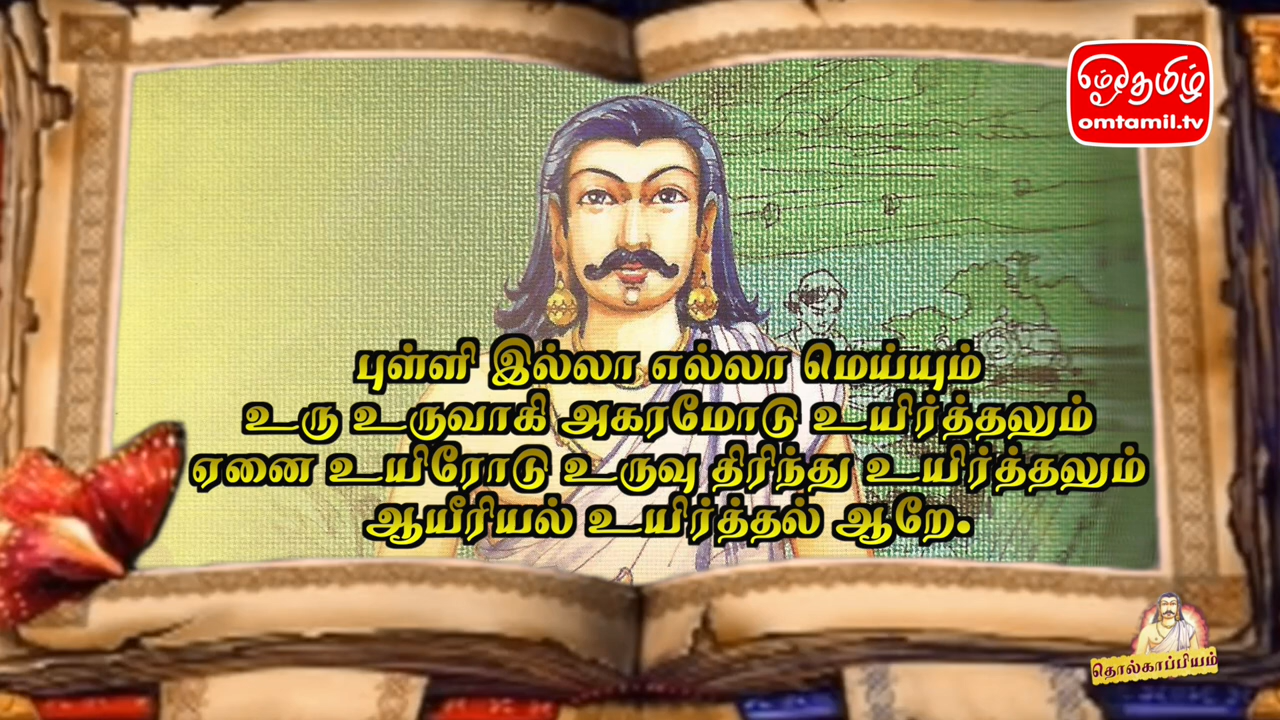 ஓம்தமிழ்
omtamil.tv
புள்ளி இல்லா எல்லா மெய்யும்
உரு உருவாகி அகரமோடு உயிர்த்தலும்
ஏனை உயிரோடு உருவு திரிந்து உயிர்த்தலும்
ஆயீரியல் உயிர்த்தல் ஆறே.
தொல்காப்பியம்